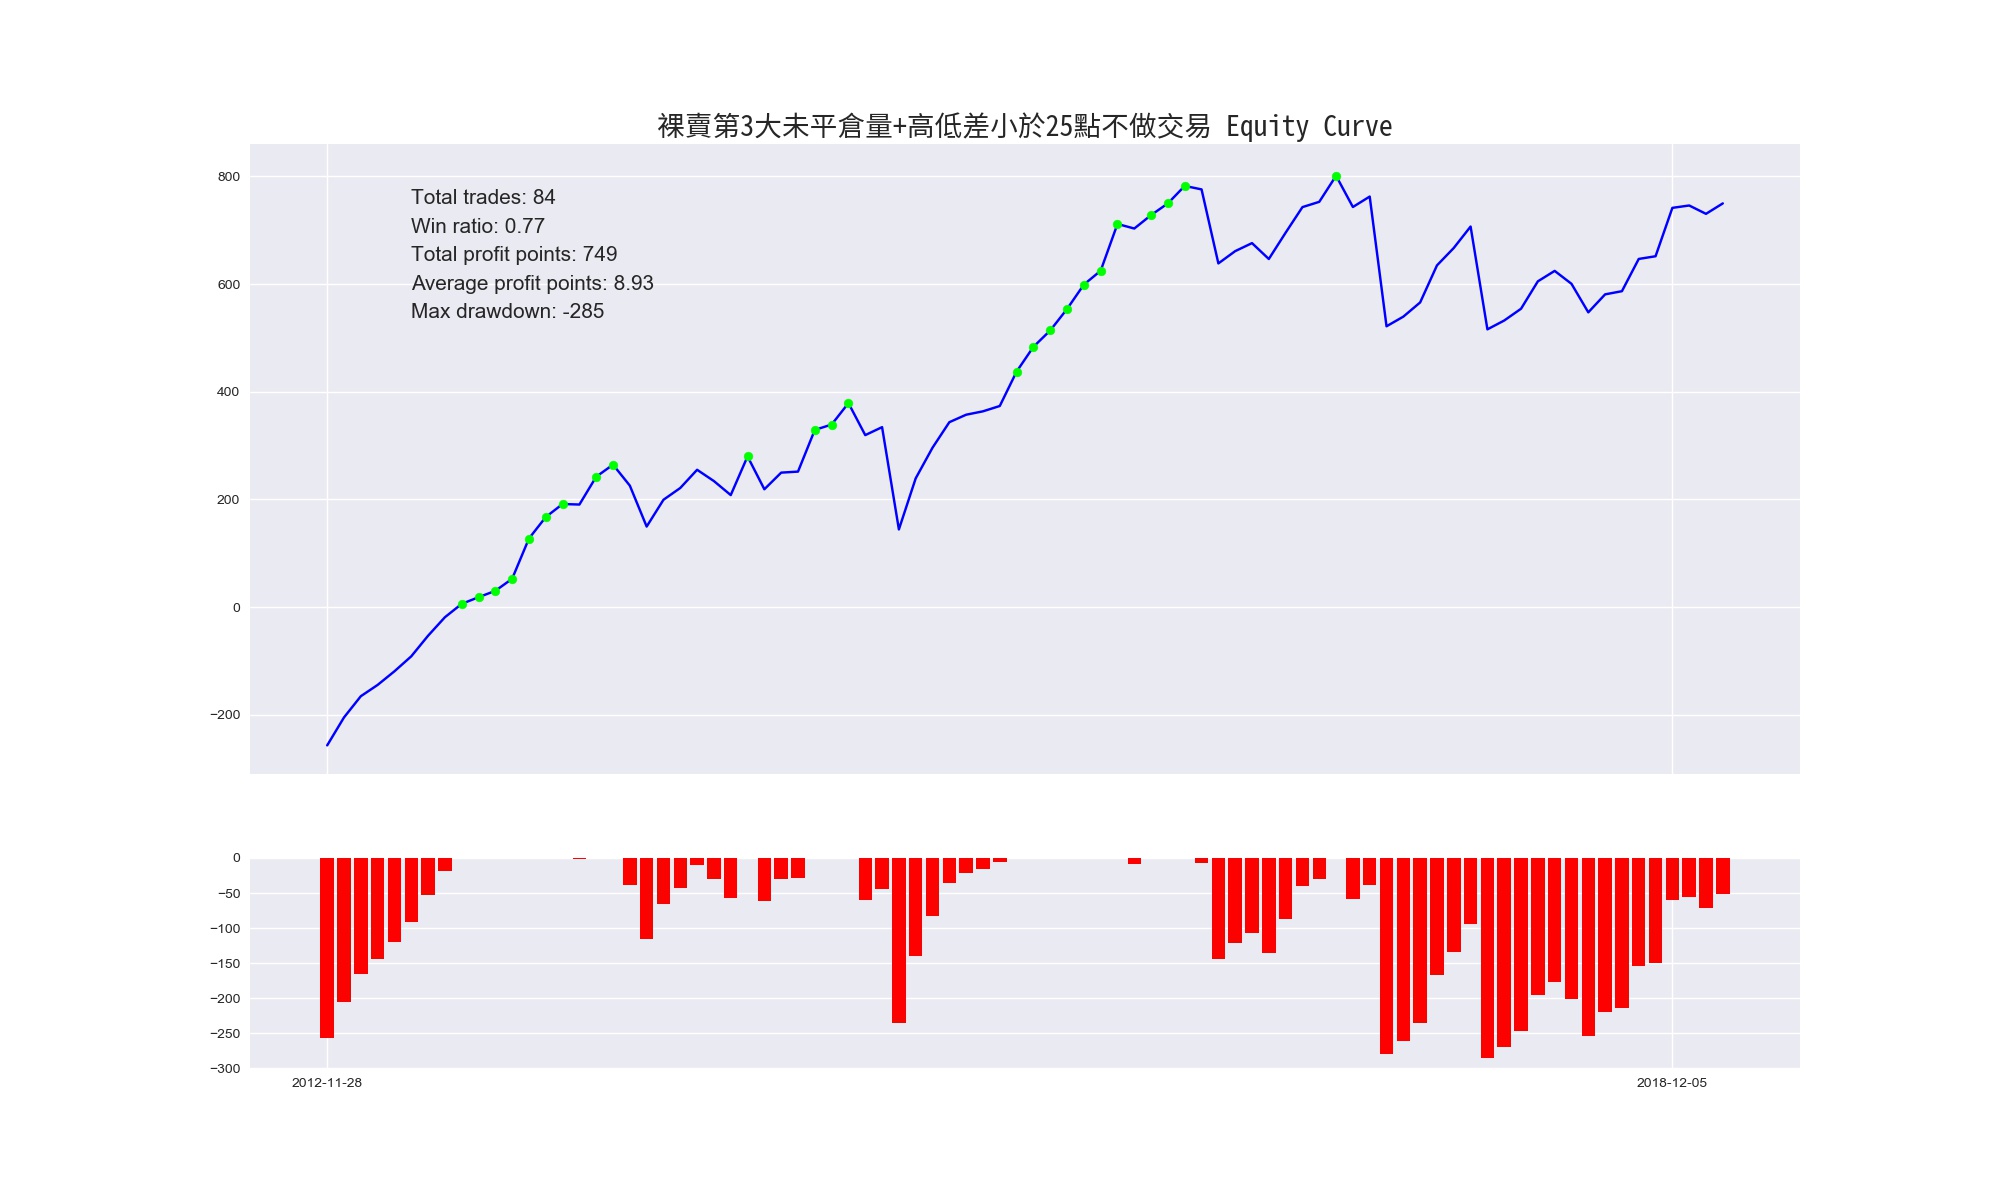 裸賣第3大未平倉量+高低差小於25點不做交易 Equity Curve
800
600
400
200
0
−200
Total trades: 84
Win ratio: 0.77
Total profit points: 749
Average profit points: 8.93
Max drawdown: -285
0
−50
−100
−150
−200
−250
−300
2012-11-28
2018-12-05